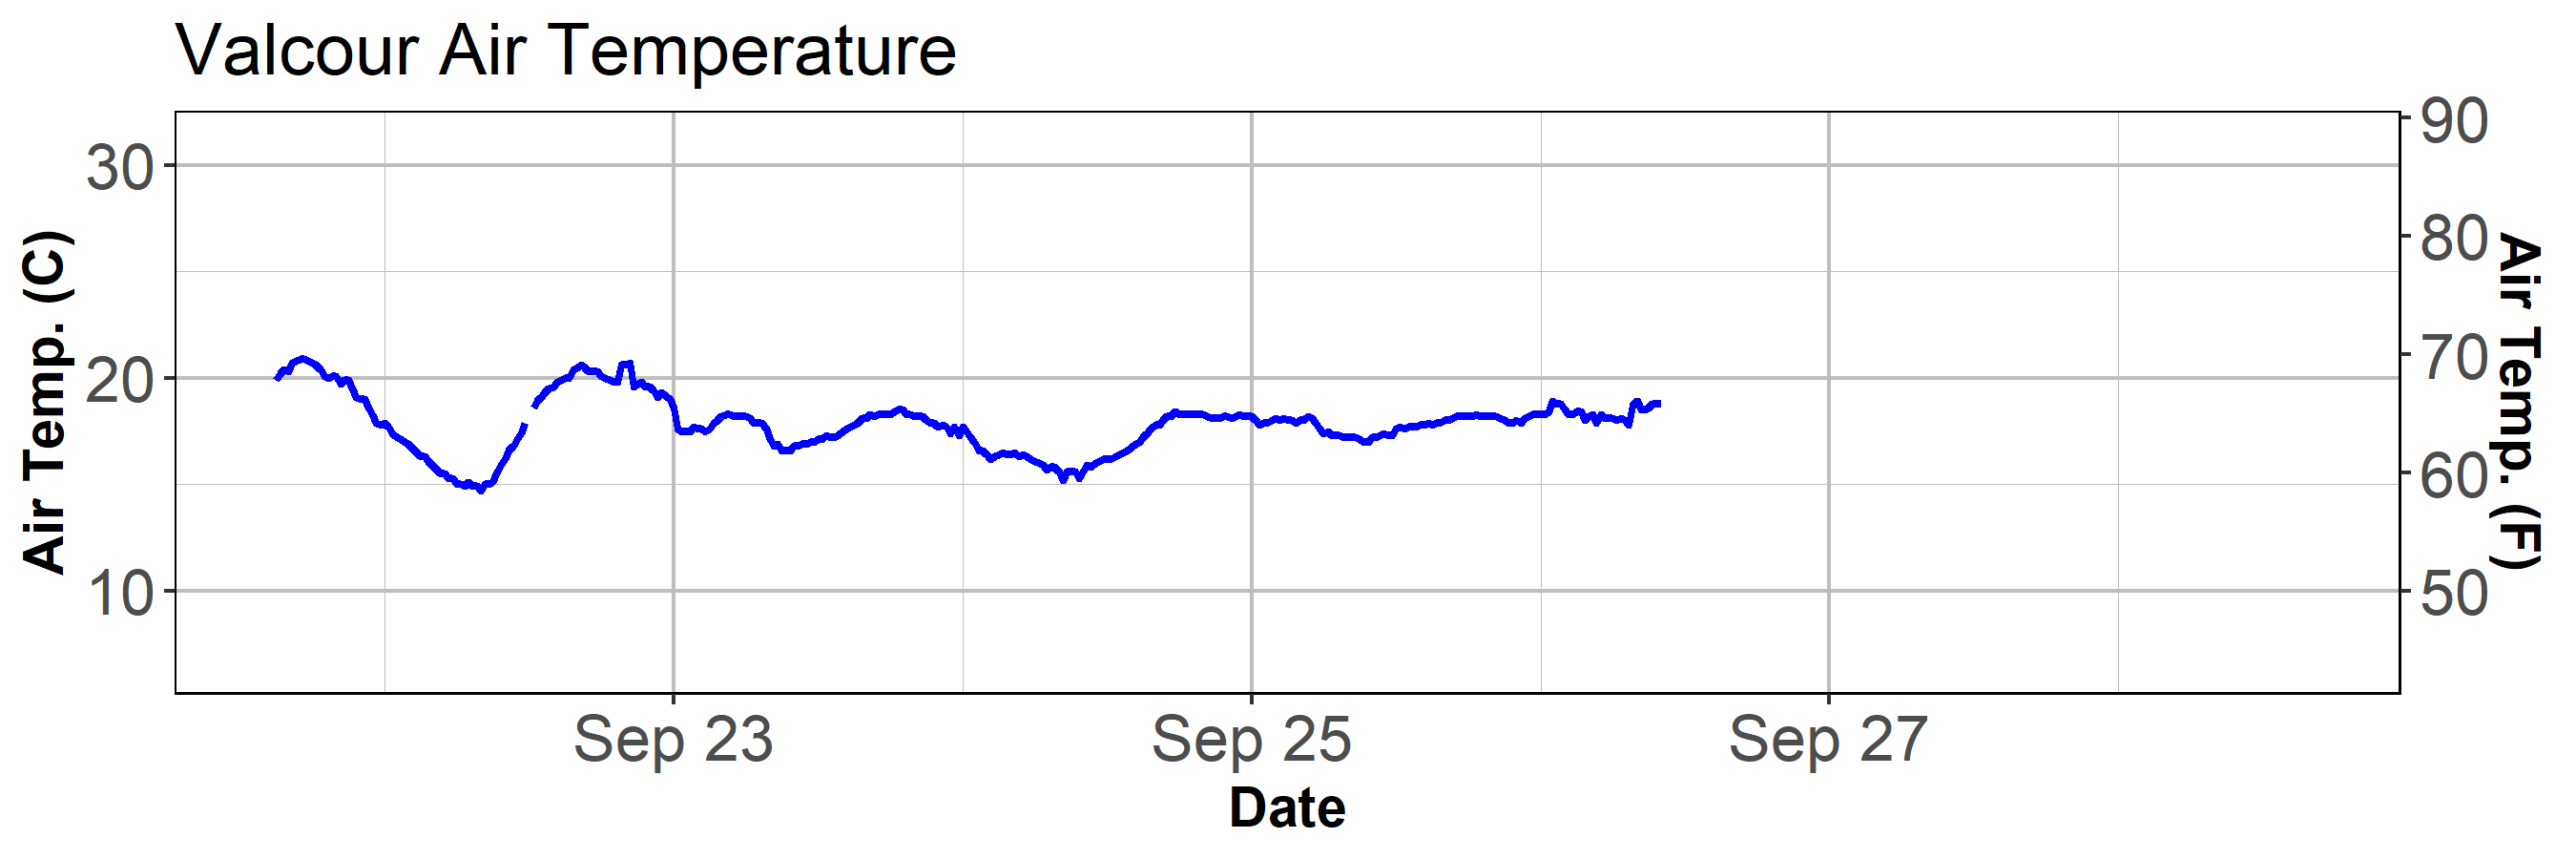 Valcour Air Temperature
Air Temp. (C)
30
20
10
90
80
70
60
50
Air Temp. (F)
Sep 23
Sep 25
Sep 27
Date